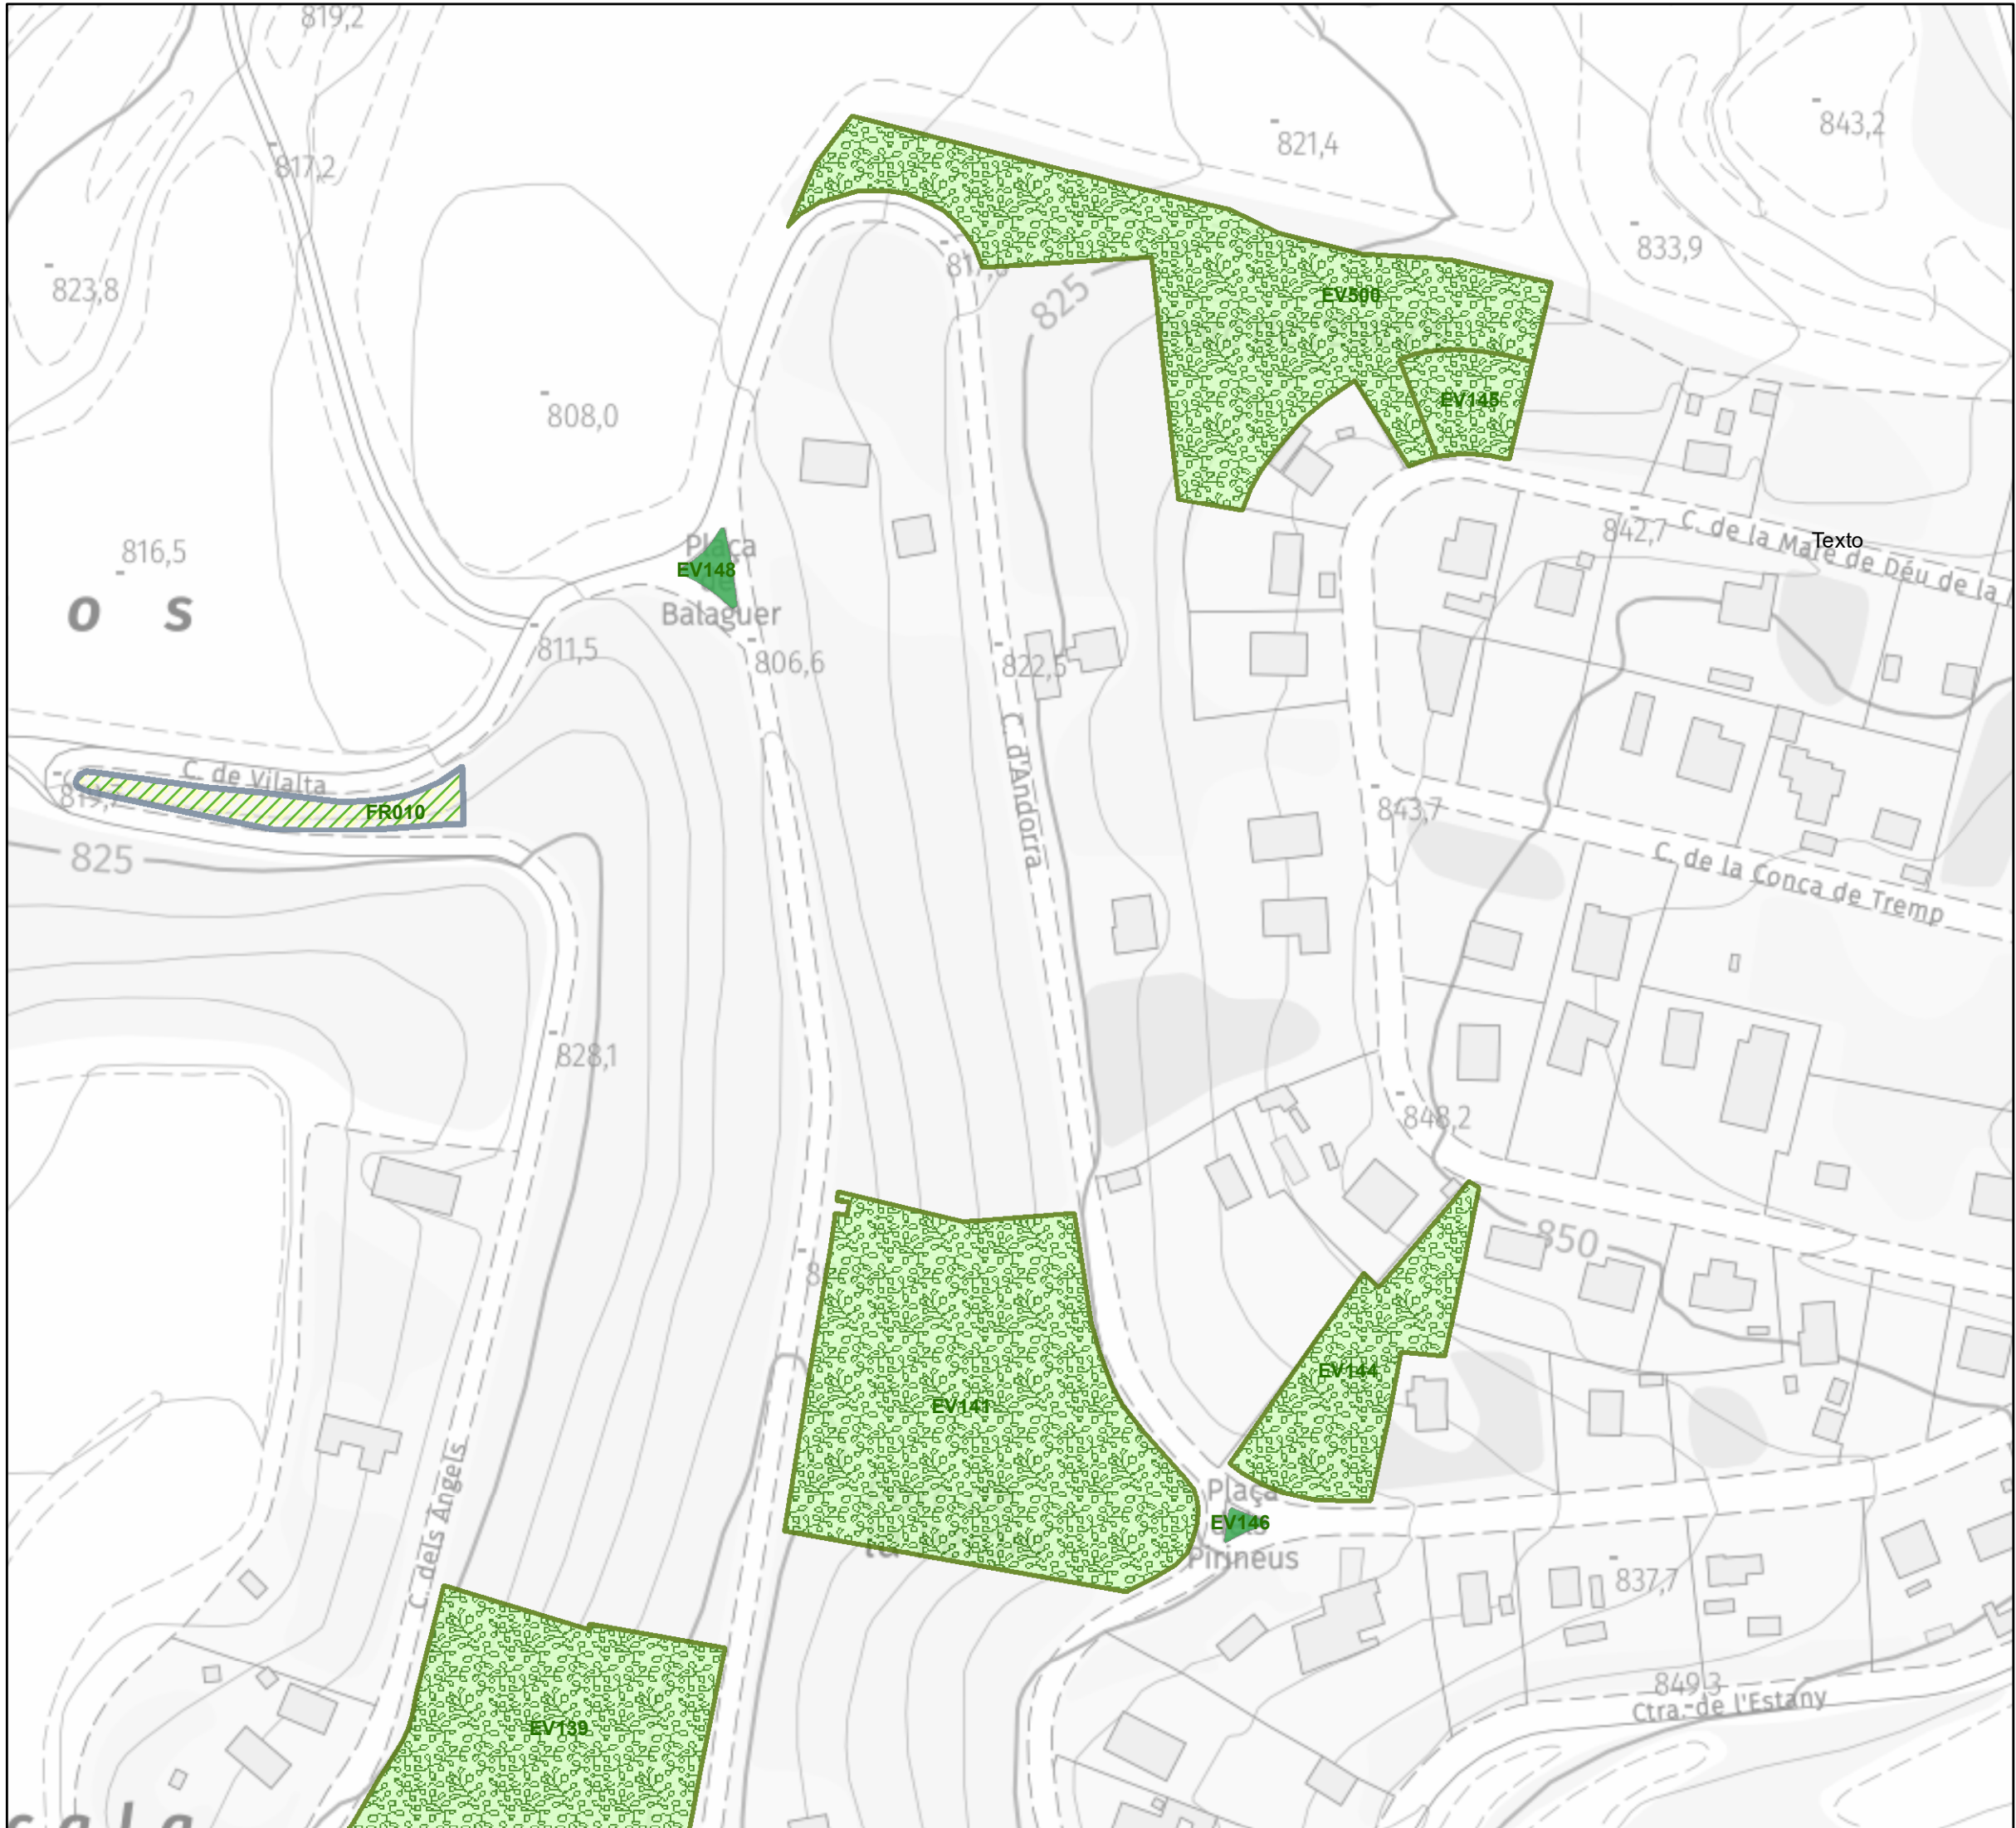 819,2
817,2
821,4
843,2
833,9
823,8
825
EV500
EV145
808,0
842,7
C. de la Mare de Déu de la
Texto
816,5
Plaça
EV148
de
Balaguer
o s
811,5
806,6
822,5
C. d'Andorra
C. de Vilalta
FR010
819,2
843,7
825
C. de la Conca de Tremp
828,1
848,2
850
EV144
EV141
C. dels Àngels
Plaça
EV146
Pirineus
837,7
849,3
Ctra. de l'Estany
EV139